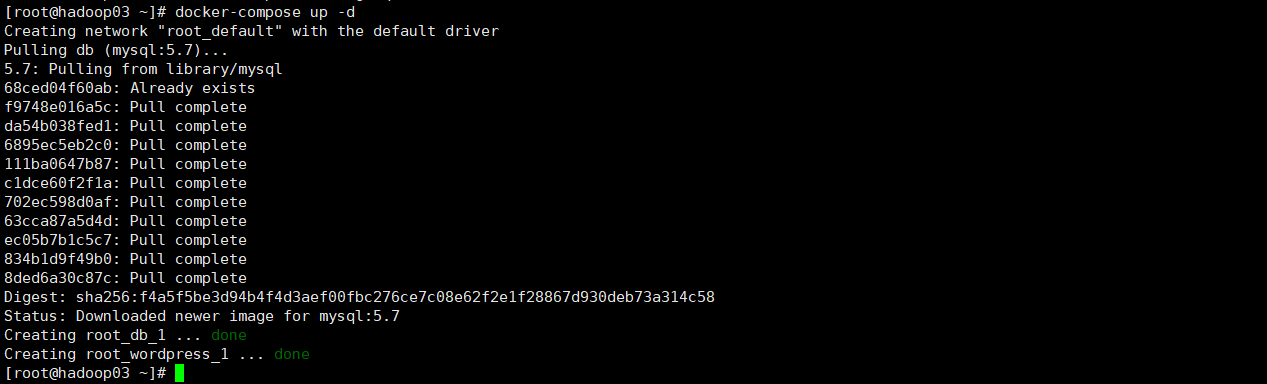 [root@hadoop03 ~]# docker-compose up -d
Creating network "root_default" with the default driver
Pulling db (mysql:5.7)...
5.7: Pulling from library/mysql
68ced04f60ab: Already exists
f9748e016a5c: Pull complete
da54b038fed1: Pull complete
6895ec5eb2c0: Pull complete
111ba0647b87: Pull complete
c1dce60f2f1a: Pull complete
702ec598d0af: Pull complete
63cca87a5d4d: Pull complete
ec05b7b1c5c7: Pull complete
834b1d9f49b0: Pull complete
8ded6a30c87c: Pull complete
Digest: sha256:f4a5f5be3d94b4f4d3aef00fbc276ce7c08e62f2e1f28867d930deb73a314c58
Status: Downloaded newer image for mysql:5.7
Creating root_db_1 ... done
Creating root_wordpress_1 ... done
[root@hadoop03 ~]#